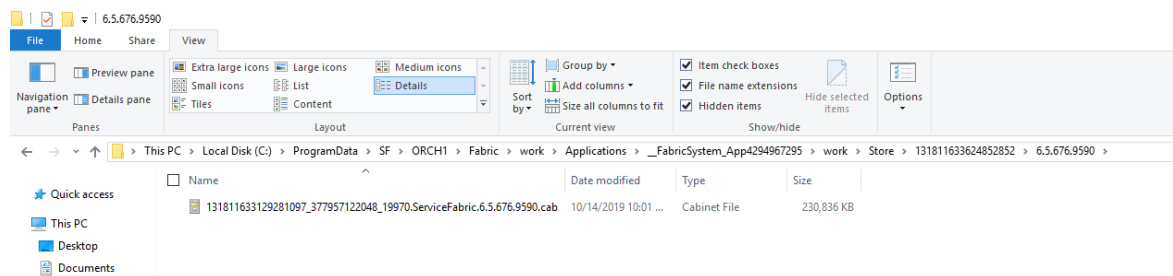 6.5.676.9590
File Home Share View
Navigation pane
Preview pane
Details pane
Panes
Extra large icons Large icons Medium icons
Small icons List Details
Tiles Content
Layout
Sort by
Group by
Add columns
Size all columns to fit
Current view
Item check boxes
File name extensions
Hidden items
Hide selected items
Show/hide
Options
This PC > Local Disk (C:) > ProgramData > SF > ORCH1 > Fabric > work > Applications > __FabricSystem_App4294967295 > work > Store > 131811633624852852 > 6.5.676.9590 >
Quick access
This PC
Desktop
Documents
Name Date modified Type Size
131811633129281097_377957122048_19970.ServiceFabric.6.5.676.9590.cab 10/14/2019 10:01 ... Cabinet File 230,836 KB